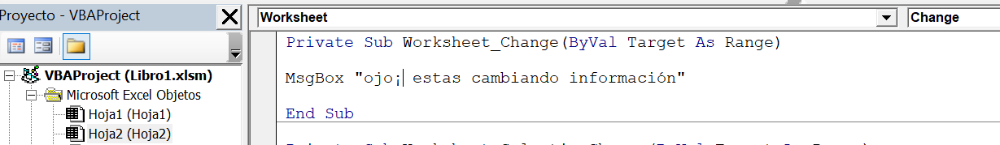 Proyecto - VBAProject
Worksheet
Change
Private Sub Worksheet_Change(ByVal Target As Range)
MsgBox "ojo¡ estas cambiando información"
End Sub
VBAProject (Libro1.xlsm)
Microsoft Excel Objetos
Hoja1 (Hoja1)
Hoja2 (Hoja2)